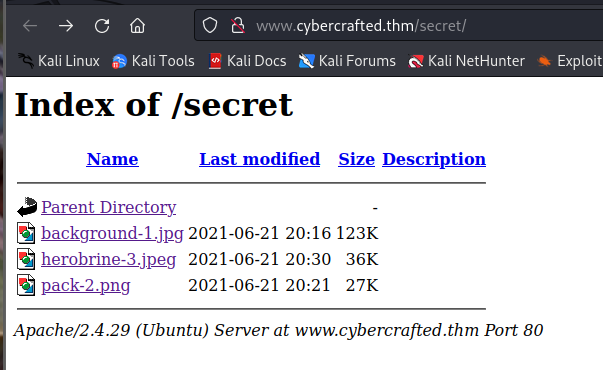 www.cybercrafted.thm/secret/
Kali Linux Kali Tools Kali Docs Kali Forums Kali NetHunter Exploit
Index of /secret
Name Last modified Size Description
Parent Directory -
background-1.jpg 2021-06-21 20:16 123K
herobrine-3.jpeg 2021-06-21 20:30 36K
pack-2.png 2021-06-21 20:21 27K
Apache/2.4.29 (Ubuntu) Server at www.cybercrafted.thm Port 80